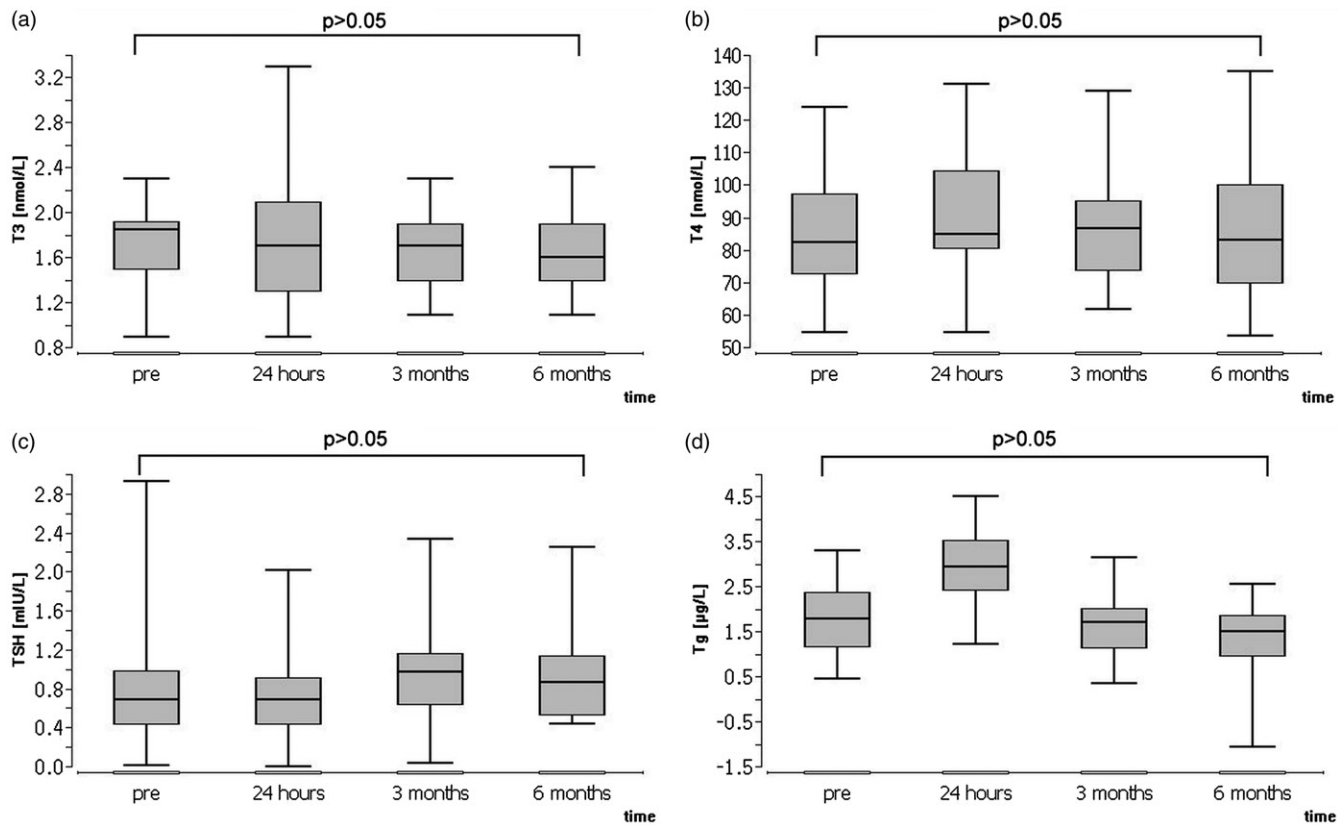 (a)
p>0.05
T3 [nmol/L]
3.2
2.8
2.4
2.0
1.6
1.2
0.8
pre
24 hours
3 months
6 months
time
(b)
p>0.05
T4 [nmol/L]
140
130
120
110
100
90
80
70
60
50
pre
24 hours
3 months
6 months
time
(c)
p>0.05
TSH [mIU/L]
2.8
2.4
2.0
1.6
1.2
0.8
0.4
0.0
pre
24 hours
3 months
6 months
time
(d)
p>0.05
Tg [µg/L]
4.5
3.5
2.5
1.5
0.5
-0.5
-1.5
pre
24 hours
3 months
6 months
time